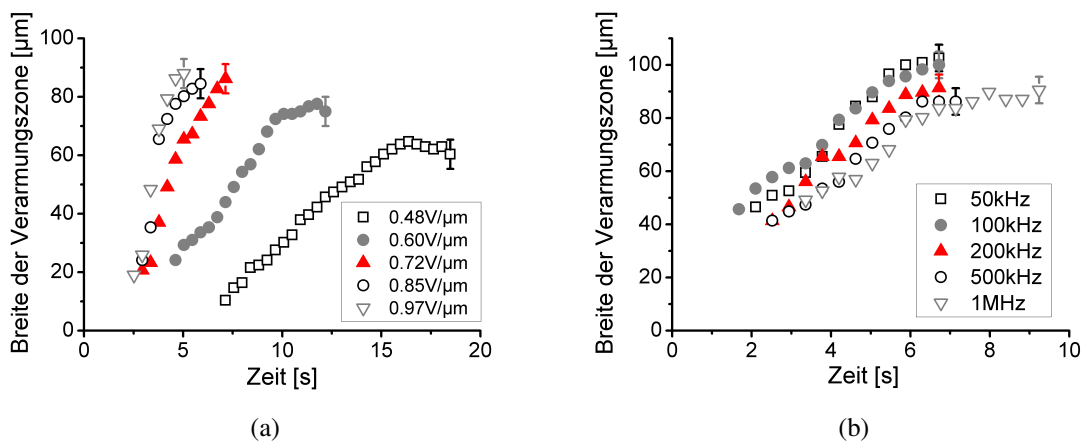 Breite der Verarmungszone [µm]
100
80
60
40
20
0
0 5 10 15 20
Zeit [s]
0.48V/µm
0.60V/µm
0.72V/µm
0.85V/µm
0.97V/µm
(a)
Breite der Verarmungszone [µm]
100
80
60
40
20
0
0 2 4 6 8 10
Zeit [s]
50kHz
100kHz
200kHz
500kHz
1MHz
(b)